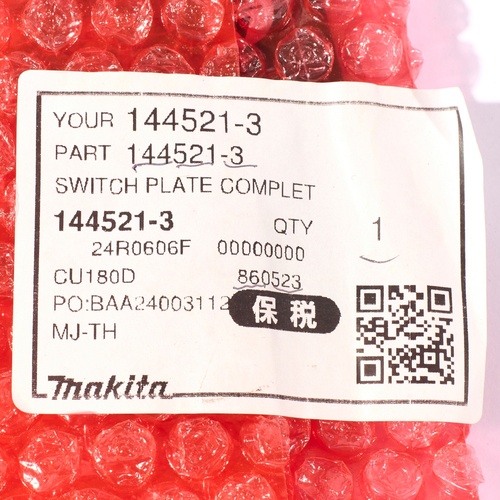 YOUR 144521-3
PART 144521-3
SWITCH PLATE COMPLET
144521-3 QTY 1
24R0606F 00000000
CU180D 860523
PO:BAA24003112 保税
MJ-TH
makita